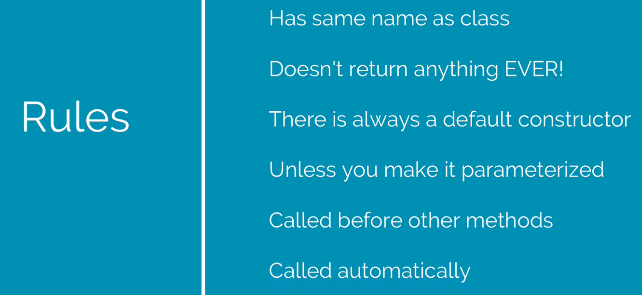 Rules
Has same name as class
Doesn't return anything EVER!
There is always a default constructor
Unless you make it parameterized
Called before other methods
Called automatically